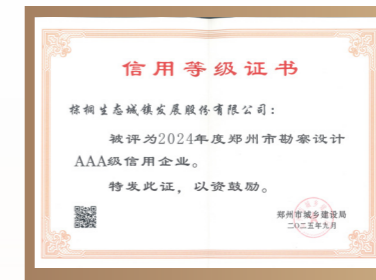 信用等级证书
棕榈生态城镇发展股份有限公司：
被评为2024年度郑州市勘察设计
AAA级信用企业。
特发此证，以资鼓励。
郑州市城乡建设局
二〇二五年九月